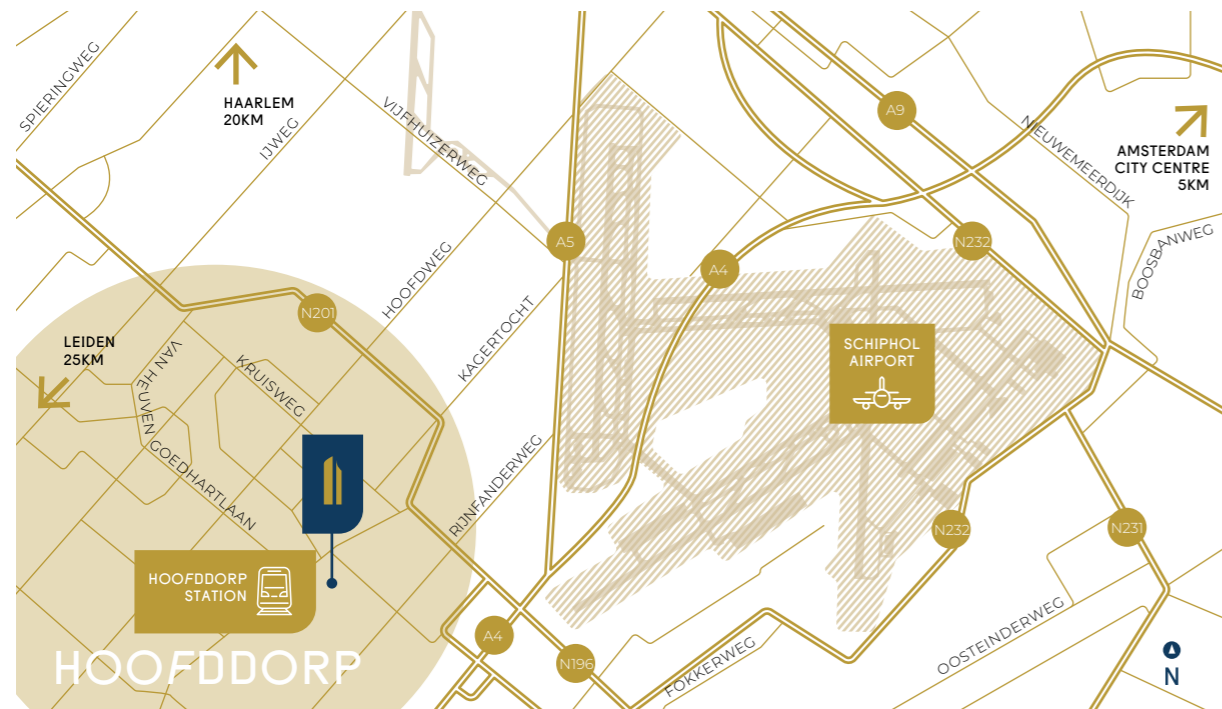 SPIERINGWEG
HAARLEM
20KM
IJWEG
VIJFHUIZERWEG
A9
NIEUWEMEERDIJK
AMSTERDAM
CITY CENTRE
5KM
BOOSBANWEG
HOOFDWEG
A5
A4
N232
N201
KAGERTOCHT
LEIDEN
25KM
VAN HEUVEN GOEDHARTLAAN
KRUISWEG
SCHIPHOL
AIRPORT
RIJNFANDERWEG
N232
N231
HOOFDDORP
STATION
A4
N196
FOKKERWEG
OOSTEINDERWEG
HOOFDDORP
N